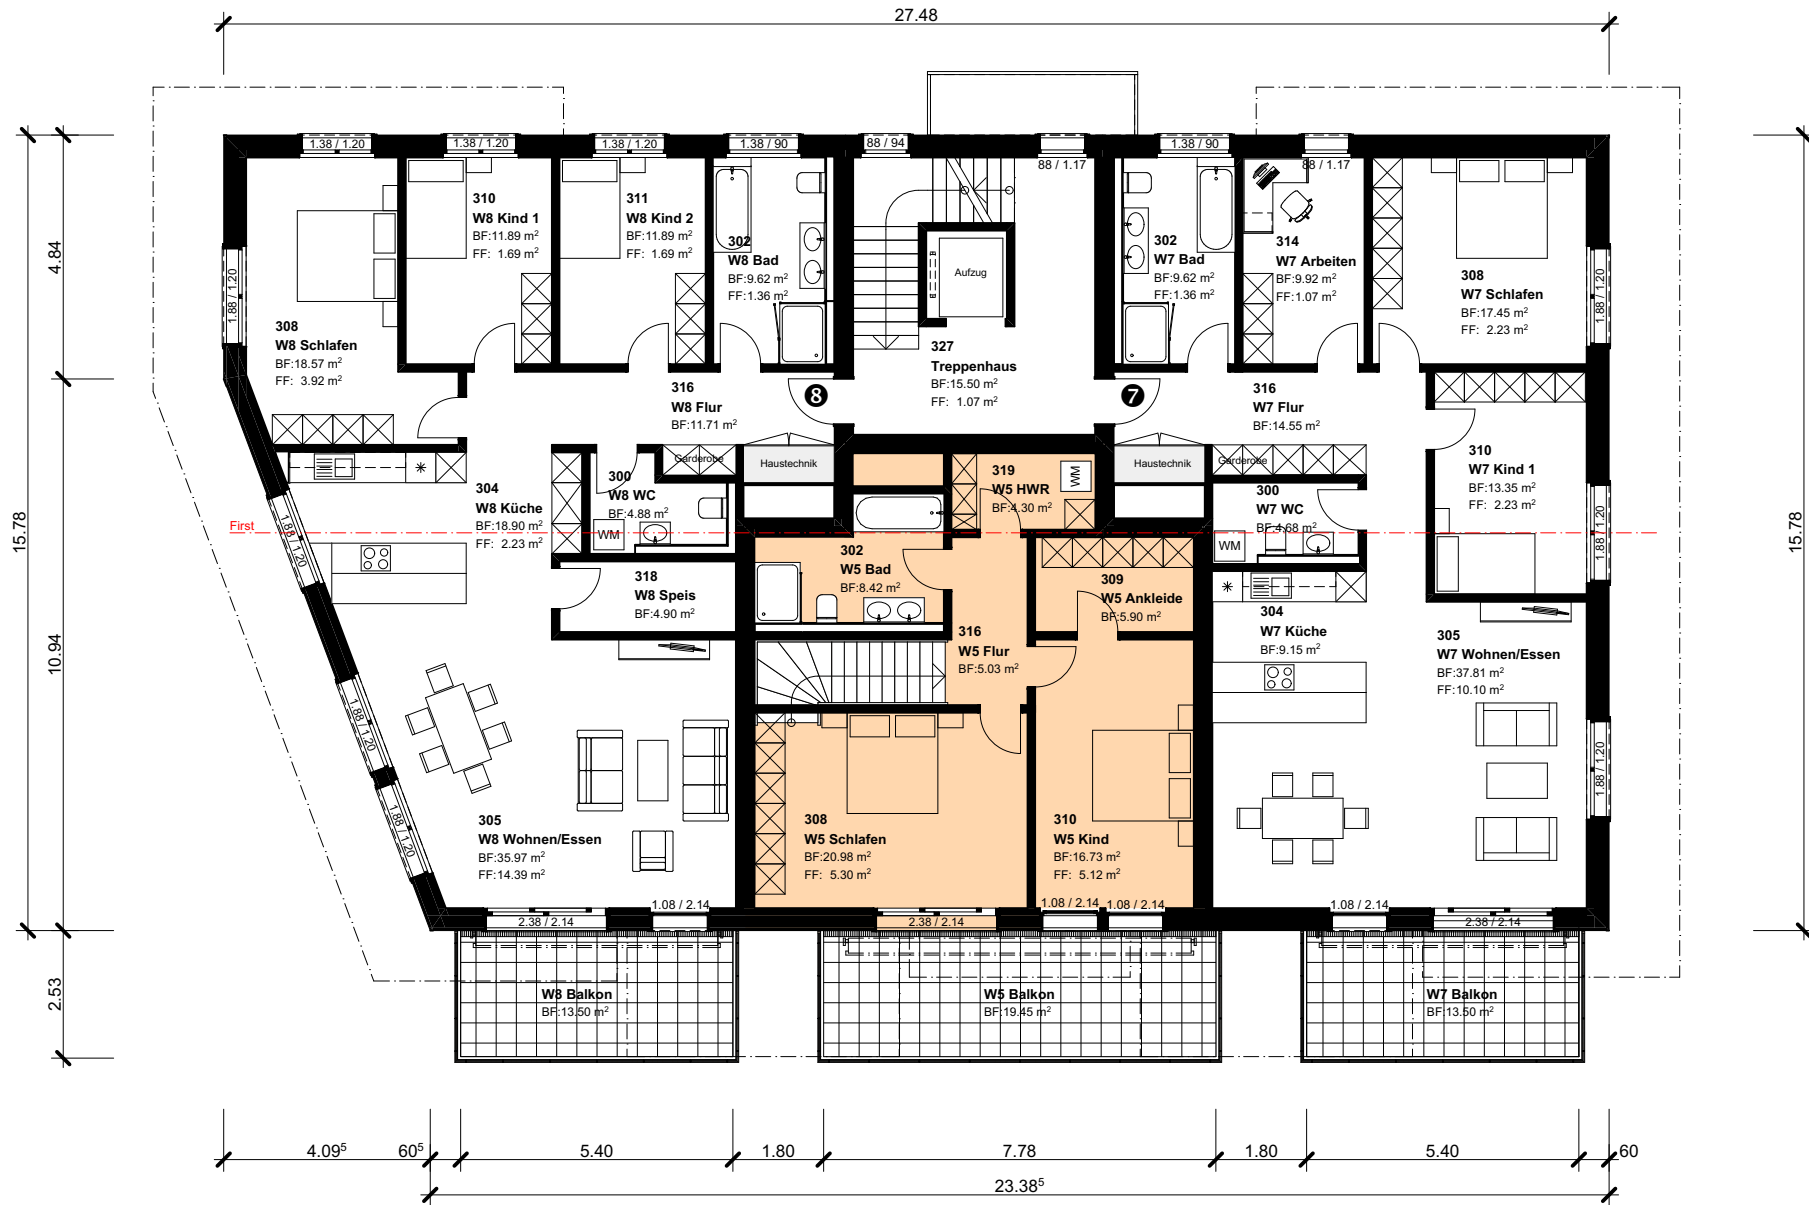 27.48
1.38 / 1.20
1.38 / 1.20
1.38 / 1.20
1.38 / 90
88 / 94
88 / 1.17
1.38 / 90
88 / 1.17
15.78
4.84
10.94
2.53
15.78
310
W8 Kind 1
BF:11.89 m²
FF: 1.69 m²
311
W8 Kind 2
BF:11.89 m²
FF: 1.69 m²
302
W8 Bad
BF:9.62 m²
FF:1.36 m²
Aufzug
302
W7 Bad
BF:9.62 m²
FF:1.36 m²
314
W7 Arbeiten
BF:9.92 m²
FF:1.07 m²
308
W7 Schlafen
BF:17.45 m²
FF: 2.23 m²
1.88 / 1.20
1.88 / 1.20
308
W8 Schlafen
BF:18.57 m²
FF: 3.92 m²
327
Treppenhaus
BF:15.50 m²
FF: 1.07 m²
316
W8 Flur
BF:11.71 m²
8
7
316
W7 Flur
BF:14.55 m²
310
W7 Kind 1
BF:13.35 m²
FF: 2.23 m²
Garderobe
Haustechnik
Haustechnik
Garderobe
304
W8 Küche
BF:18.90 m²
FF: 2.23 m²
300
W8 WC
BF:4.88 m²
WM
319
W5 HWR
BF:4.30 m²
WM
300
W7 WC
BF:4.68 m²
WM
First
1.88 / 1.20
1.88 / 1.20
302
W5 Bad
BF:8.42 m²
318
W8 Speis
BF:4.90 m²
309
W5 Ankleide
BF:5.90 m²
316
W5 Flur
BF:5.03 m²
304
W7 Küche
BF:9.15 m²
305
W7 Wohnen/Essen
BF:37.81 m²
FF:10.10 m²
1.88 / 1.20
1.88 / 1.20
1.88 / 1.20
305
W8 Wohnen/Essen
BF:35.97 m²
FF:14.39 m²
308
W5 Schlafen
BF:20.98 m²
FF: 5.30 m²
310
W5 Kind
BF:16.73 m²
FF: 5.12 m²
2.38 / 2.14
1.08 / 2.14
2.38 / 2.14
1.08 / 2.14
1.08 / 2.14
1.08 / 2.14
2.38 / 2.14
W8 Balkon
BF:13.50 m²
W5 Balkon
BF:19.45 m²
W7 Balkon
BF:13.50 m²
4.09⁵
60⁵
5.40
1.80
7.78
1.80
5.40
60
23.38⁵